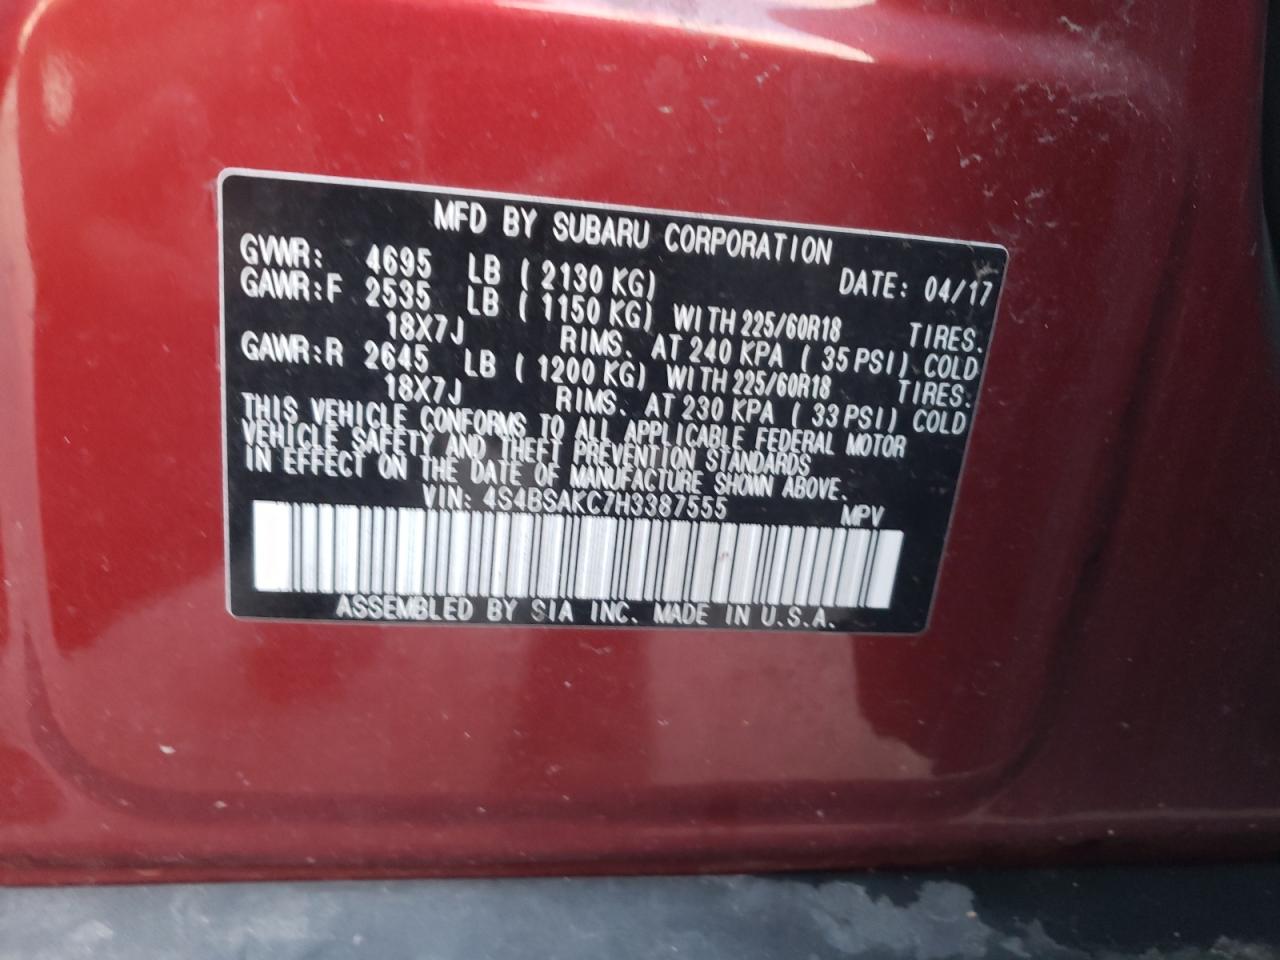 MFD BY SUBARU CORPORATION
GVWR: 4695 LB ( 2130 KG) DATE: 04/17
GAWR:F 2535 LB ( 1150 KG) WITH 225/60R18 TIRES.
18X7J RIMS. AT 240 KPA ( 35 PSI) COLD
GAWR:R 2645 LB ( 1200 KG) WITH 225/60R18 TIRES.
18X7J RIMS. AT 230 KPA ( 33 PSI) COLD
THIS VEHICLE CONFORMS TO ALL APPLICABLE FEDERAL MOTOR
VEHICLE SAFETY AND THEFT PREVENTION STANDARDS
IN EFFECT ON THE DATE OF MANUFACTURE SHOWN ABOVE.
VIN: 4S4BSAKC7H3387555 MPV
ASSEMBLED BY SIA INC. MADE IN U.S.A.